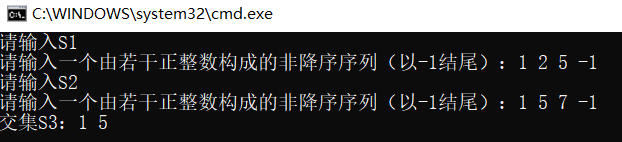 C:\WINDOWS\system32\cmd.exe
请输入S1
请输入一个由若干正整数构成的非降序序列（以-1结尾）：1 2 5 -1
请输入S2
请输入一个由若干正整数构成的非降序序列（以-1结尾）：1 5 7 -1
交集S3：1 5